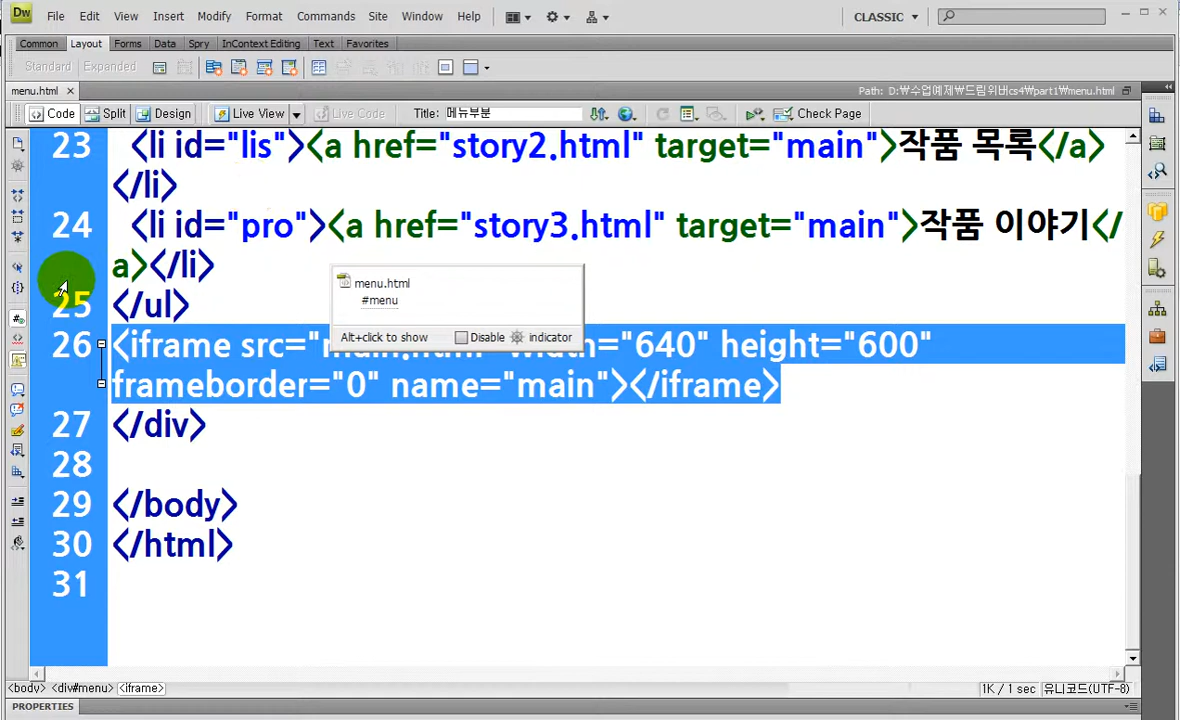 Dw File Edit View Insert Modify Format Commands Site Window Help CLASSIC
Common Layout Forms Data Spry InContext Editing Text Favorites
Standard Expanded
menu.html × Path: D:₩수업예제₩드림위버cs4₩part1₩menu.html
Code Split Design Live View Live Code Title: 메뉴부분 Check Page
23 <li id="lis"><a href="story2.html" target="main">작품 목록</a>
</li>
24 <li id="pro"><a href="story3.html" target="main">작품 이야기</
a></li>
menu.html
#menu
Alt+click to show Disable indicator
25 </ul>
26 <iframe src="main.html" width="640" height="600"
frameborder="0" name="main"></iframe>
27 </div>
28
29 </body>
30 </html>
31
<body> <div#menu> <iframe> 1K / 1 sec 유니코드(UTF-8)
PROPERTIES